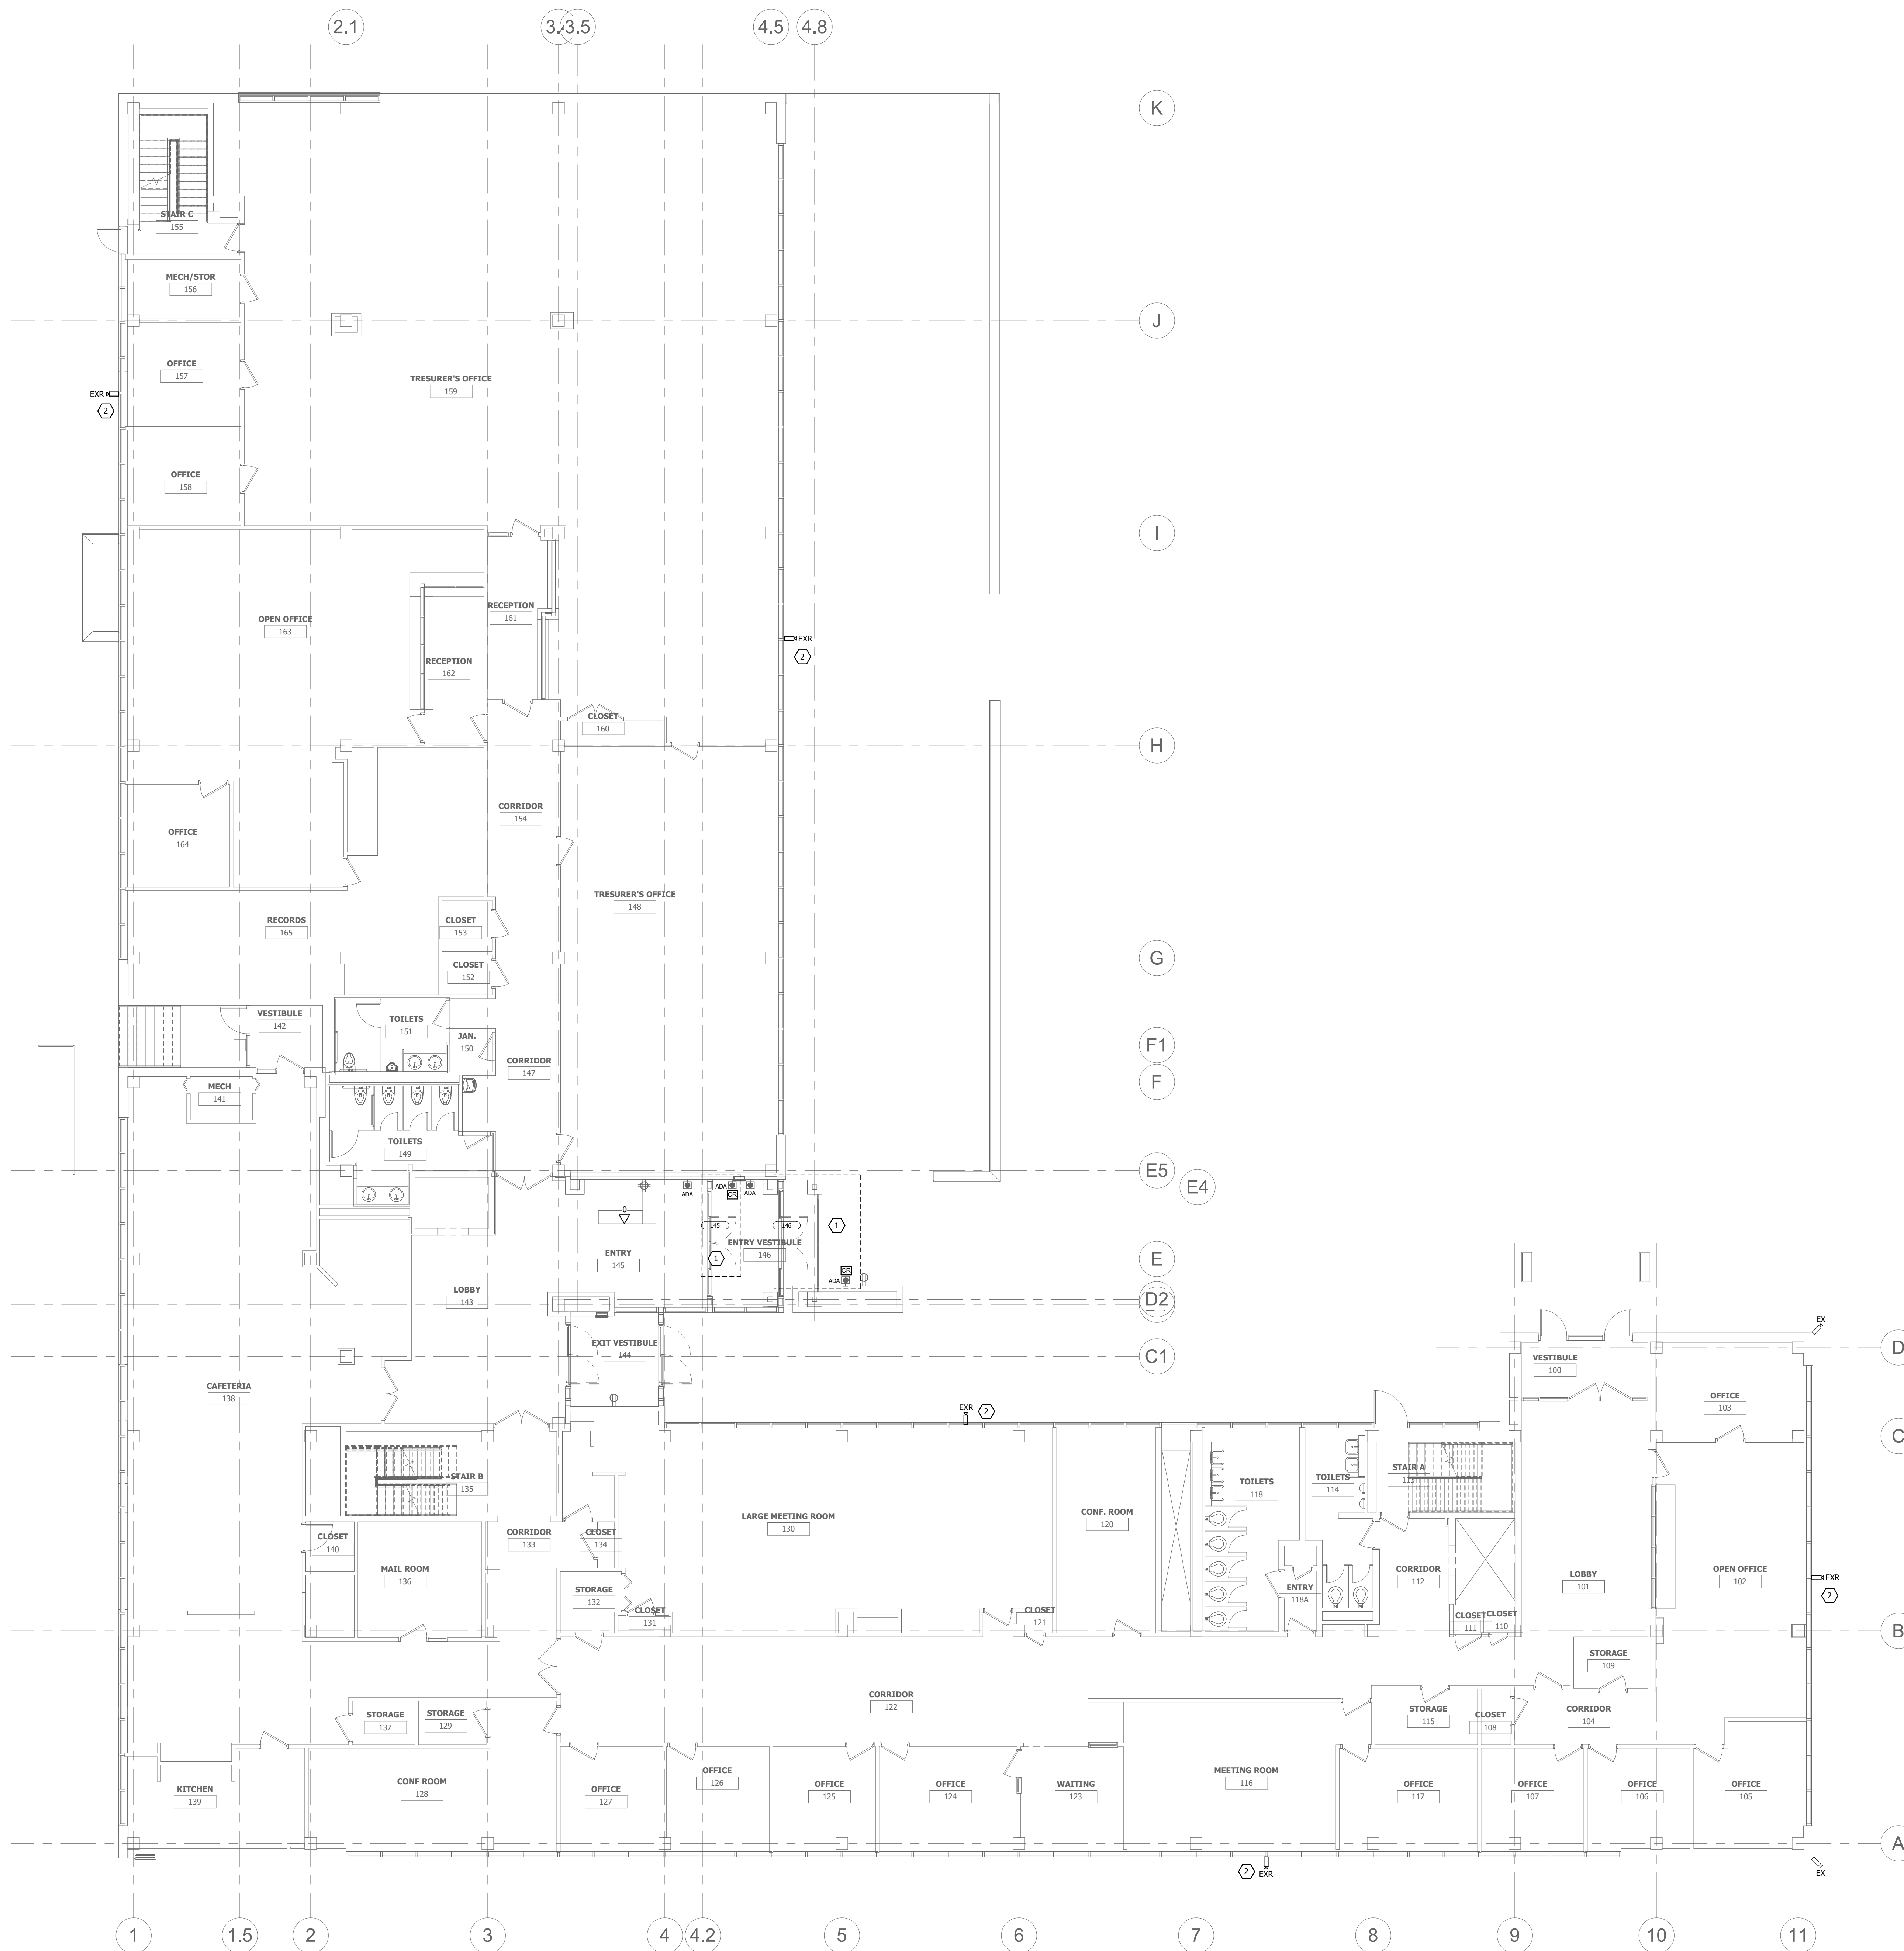 2.1
3.4
3.5
4.5
4.8
K
STAIR C
155
MECH/STOR
156
J
OFFICE
157
TRESURER'S OFFICE
159
EXR
2
OFFICE
158
I
RECEPTION
161
OPEN OFFICE
163
EXR
2
RECEPTION
162
CLOSET
160
H
CORRIDOR
154
OFFICE
164
TRESURER'S OFFICE
148
RECORDS
165
CLOSET
153
G
CLOSET
152
VESTIBULE
142
TOILETS
151
JAN.
150
F1
CORRIDOR
147
F
MECH
141
TOILETS
149
E5
E4
ADA
ADA
CR
ADA
0
145
146
1
ENTRY
145
1
ENTRY VESTIBULE
146
E
CR
ADA
LOBBY
143
D2
EX
EXIT VESTIBULE
144
C1
D
VESTIBULE
100
CAFETERIA
138
OFFICE
103
EXR
2
C
STAIR B
135
TOILETS
118
TOILETS
114
STAIR A
113
LARGE MEETING ROOM
130
CONF. ROOM
120
CLOSET
140
CORRIDOR
133
CLOSET
134
MAIL ROOM
136
CORRIDOR
112
LOBBY
101
OPEN OFFICE
102
EXR
2
STORAGE
132
ENTRY
118A
CLOSET
131
CLOSET
121
CLOSET
111
CLOSET
110
B
STORAGE
109
CORRIDOR
122
STORAGE
137
STORAGE
129
STORAGE
115
CLOSET
108
CORRIDOR
104
KITCHEN
139
CONF ROOM
128
OFFICE
127
OFFICE
126
OFFICE
125
OFFICE
124
WAITING
123
MEETING ROOM
116
OFFICE
117
OFFICE
107
OFFICE
106
OFFICE
105
A
2
EXR
EX
1
1.5
2
3
4
4.2
5
6
7
8
9
10
11